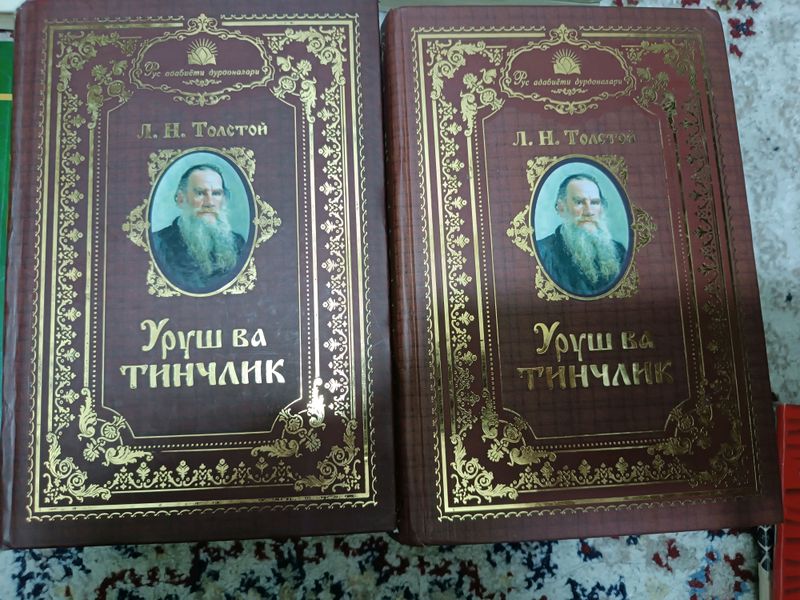 Рус адабиёти дурдоналари
Л. Н. Толстой
Уруш ва
тинчлик
Рус адабиёти дурдоналари
Л. Н. Толстой
Уруш ва
тинчлик